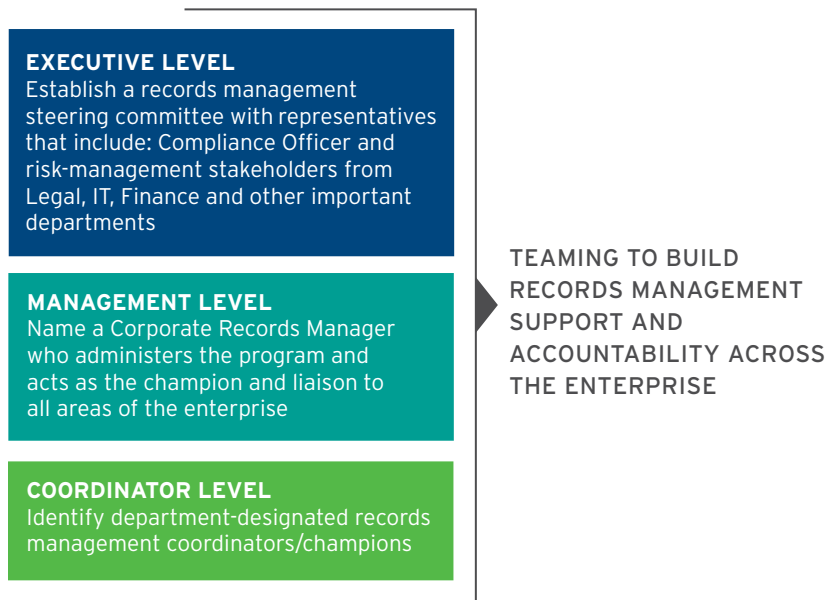 EXECUTIVE LEVEL
Establish a records management
steering committee with representatives
that include: Compliance Officer and
risk-management stakeholders from
Legal, IT, Finance and other important
departments
MANAGEMENT LEVEL
Name a Corporate Records Manager
who administers the program and
acts as the champion and liaison to
all areas of the enterprise
COORDINATOR LEVEL
Identify department-designated records
management coordinators/champions
TEAMING TO BUILD
RECORDS MANAGEMENT
SUPPORT AND
ACCOUNTABILITY ACROSS
THE ENTERPRISE